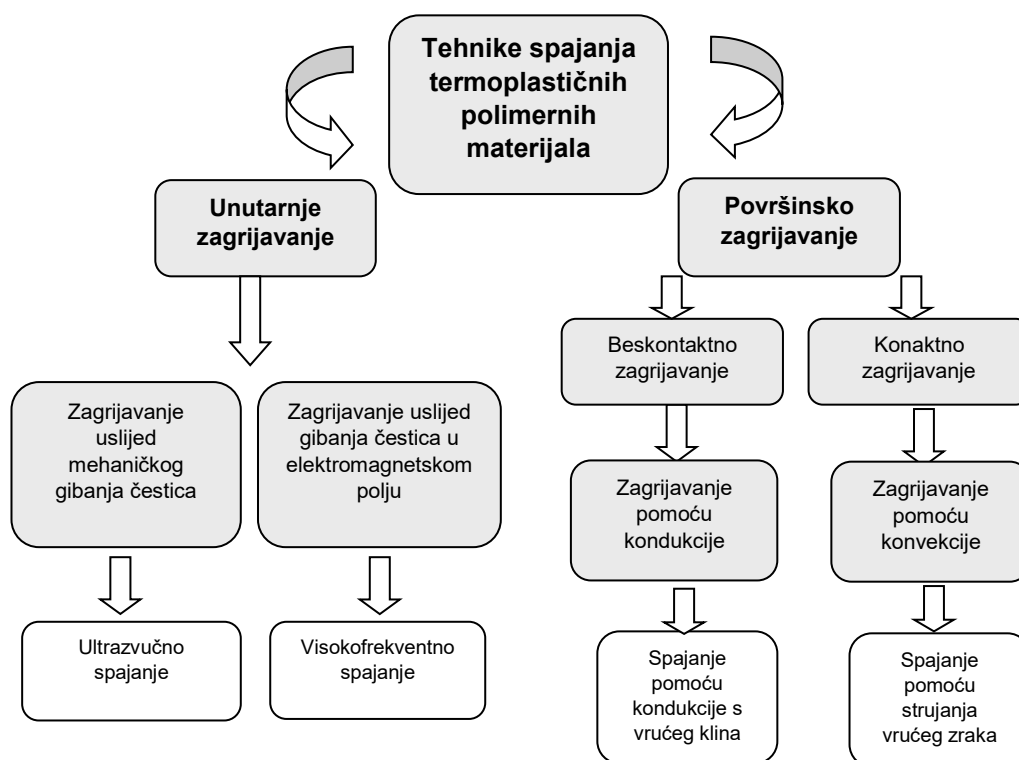 Tehnike spajanja
termoplastičnih
polimernih
materijala
Unutarnje
zagrijavanje
Površinsko
zagrijavanje
Beskontaktno
zagrijavanje
Konaktno
zagrijavanje
Zagrijavanje
uslijed
mehaničkog
gibanja čestica
Zagrijavanje uslijed
gibanja čestica u
elektromagnetskom
polju
Zagrijavanje
pomoću
kondukcije
Zagrijavanje
pomoću
konvekcije
Ultrazvučno
spajanje
Visokofrekventno
spajanje
Spajanje
pomoću
kondukcije s
vrućeg klina
Spajanje
pomoću
strujanja
vrućeg zraka